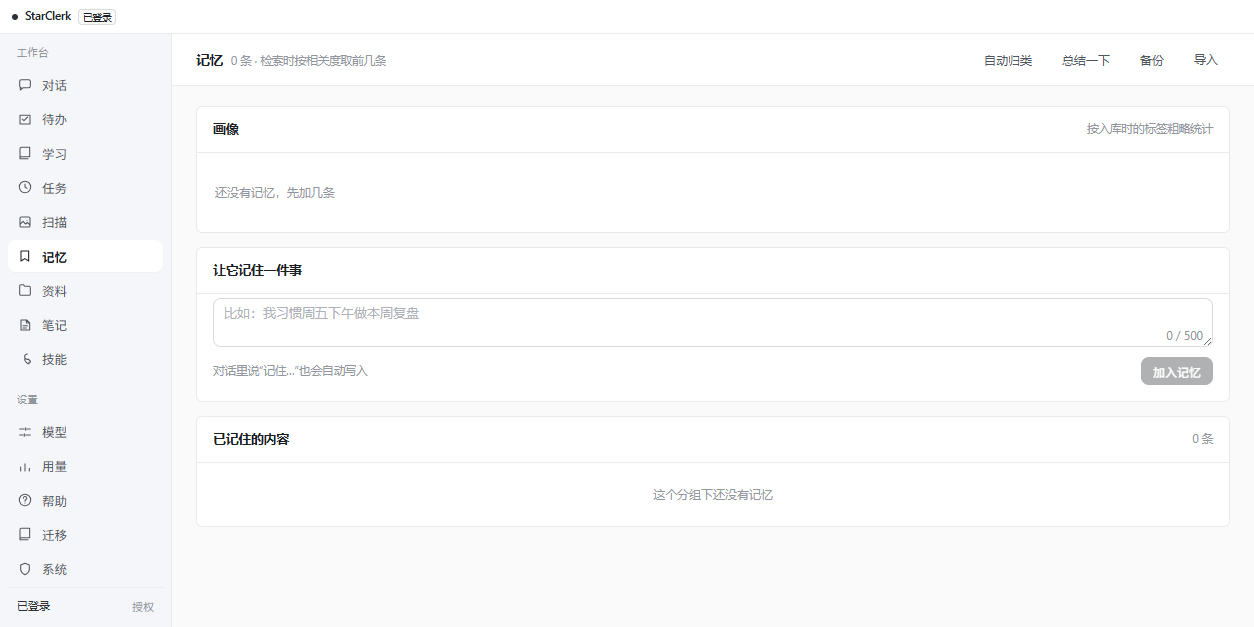 StarClerk 已登录
工作台
对话
待办
学习
任务
扫描
记忆
资料
笔记
技能
设置
模型
用量
帮助
迁移
系统
已登录 授权
记忆 0 条 · 检索时按相关度取前几条 自动归类 总结一下 备份 导入
画像 按入库时的标签粗略统计
还没有记忆，先加几条
让它记住一件事
比如：我习惯周五下午做本周复盘
0 / 500
对话里说“记住...”也会自动写入 加入记忆
已记住的内容 0 条
这个分组下还没有记忆